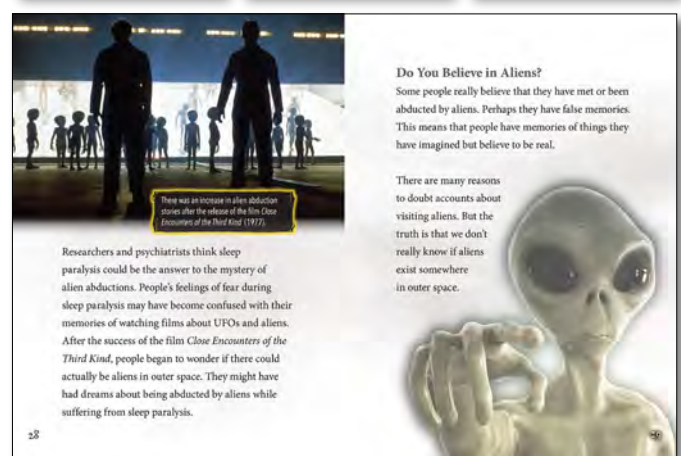 There was an increase in alien abduction
stories after the release of the film Close
Encounters of the Third Kind (1977).
Researchers and psychiatrists think sleep
paralysis could be the answer to the mystery of
alien abductions. People's feelings of fear during
sleep paralysis may have become confused with their
memories of watching films about UFOs and aliens.
After the success of the film Close Encounters of the
Third Kind, people began to wonder if there could
actually be aliens in outer space. They might have
had dreams about being abducted by aliens while
suffering from sleep paralysis.
28
Do You Believe in Aliens?
Some people really believe that they have met or been
abducted by aliens. Perhaps they have false memories.
This means that people have memories of things they
have imagined but believe to be real.
There are many reasons
to doubt accounts about
visiting aliens. But the
truth is that we don't
really know if aliens
exist somewhere
in outer space.